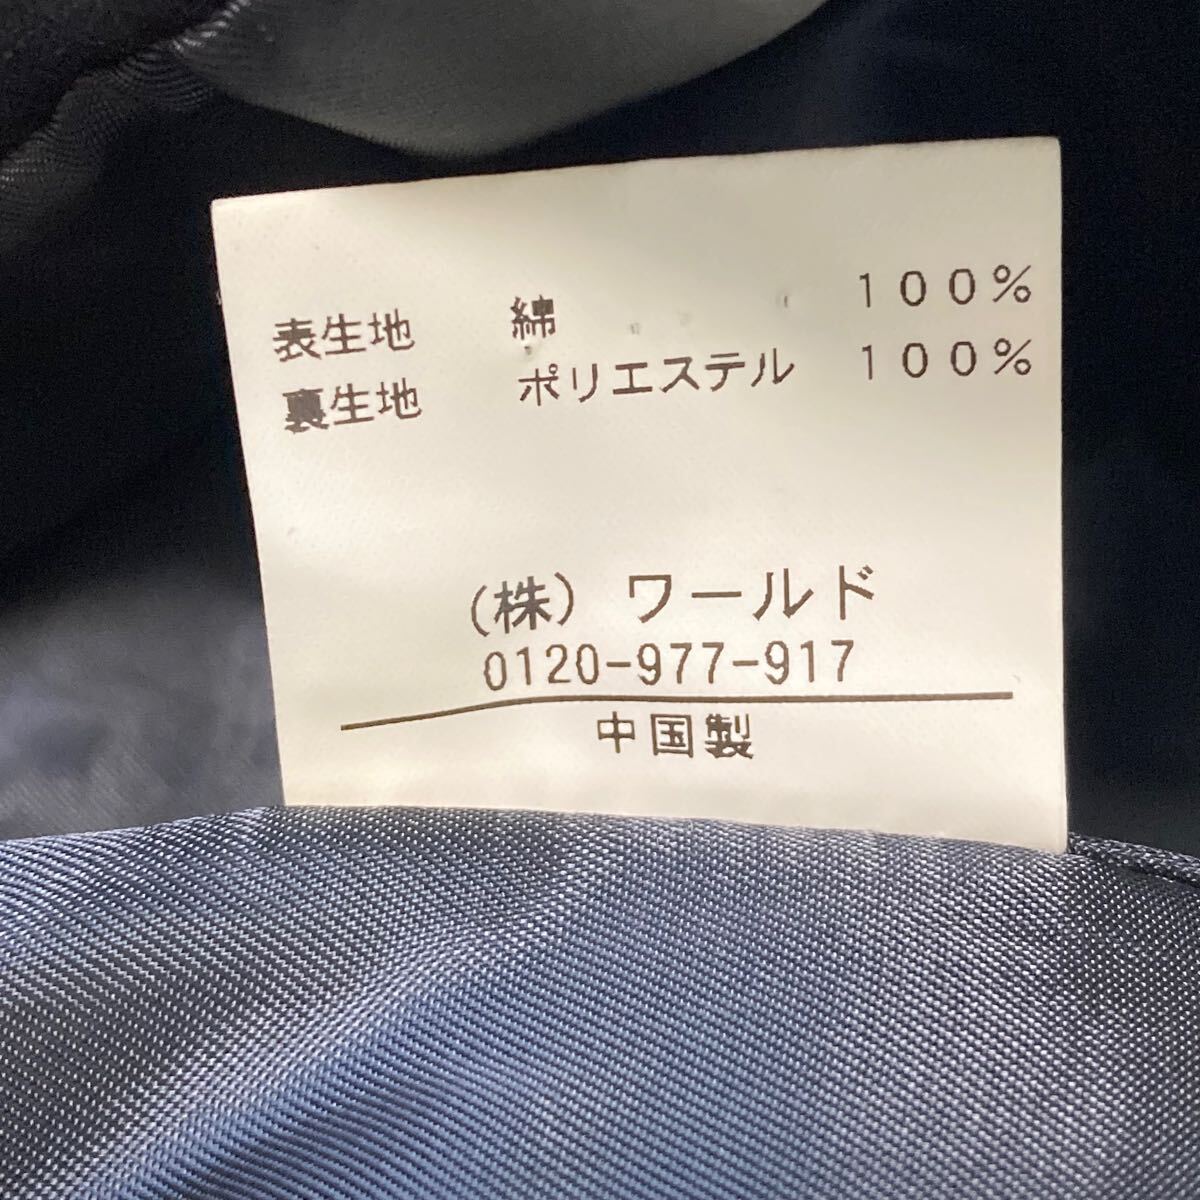 表生地 綿 100%
裏生地 ポリエステル 100%
(株) ワールド
0120-977-917
中国製